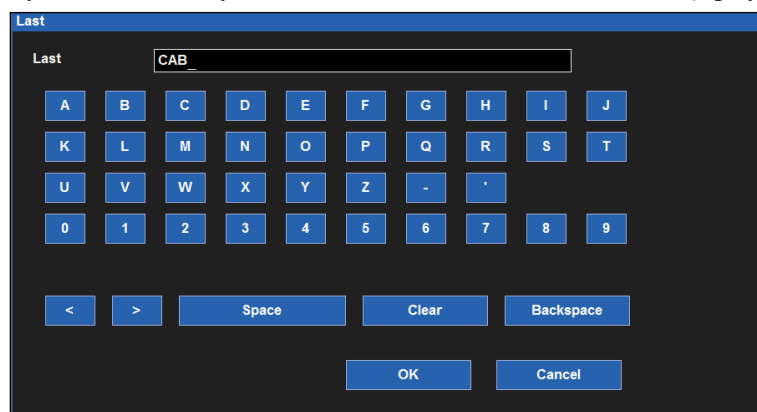 Last
Last CAB_
A B C D E F G H I J
K L M N O P Q R S T
U V W X Y Z - '
0 1 2 3 4 5 6 7 8 9
< > Space Clear Backspace
OK Cancel